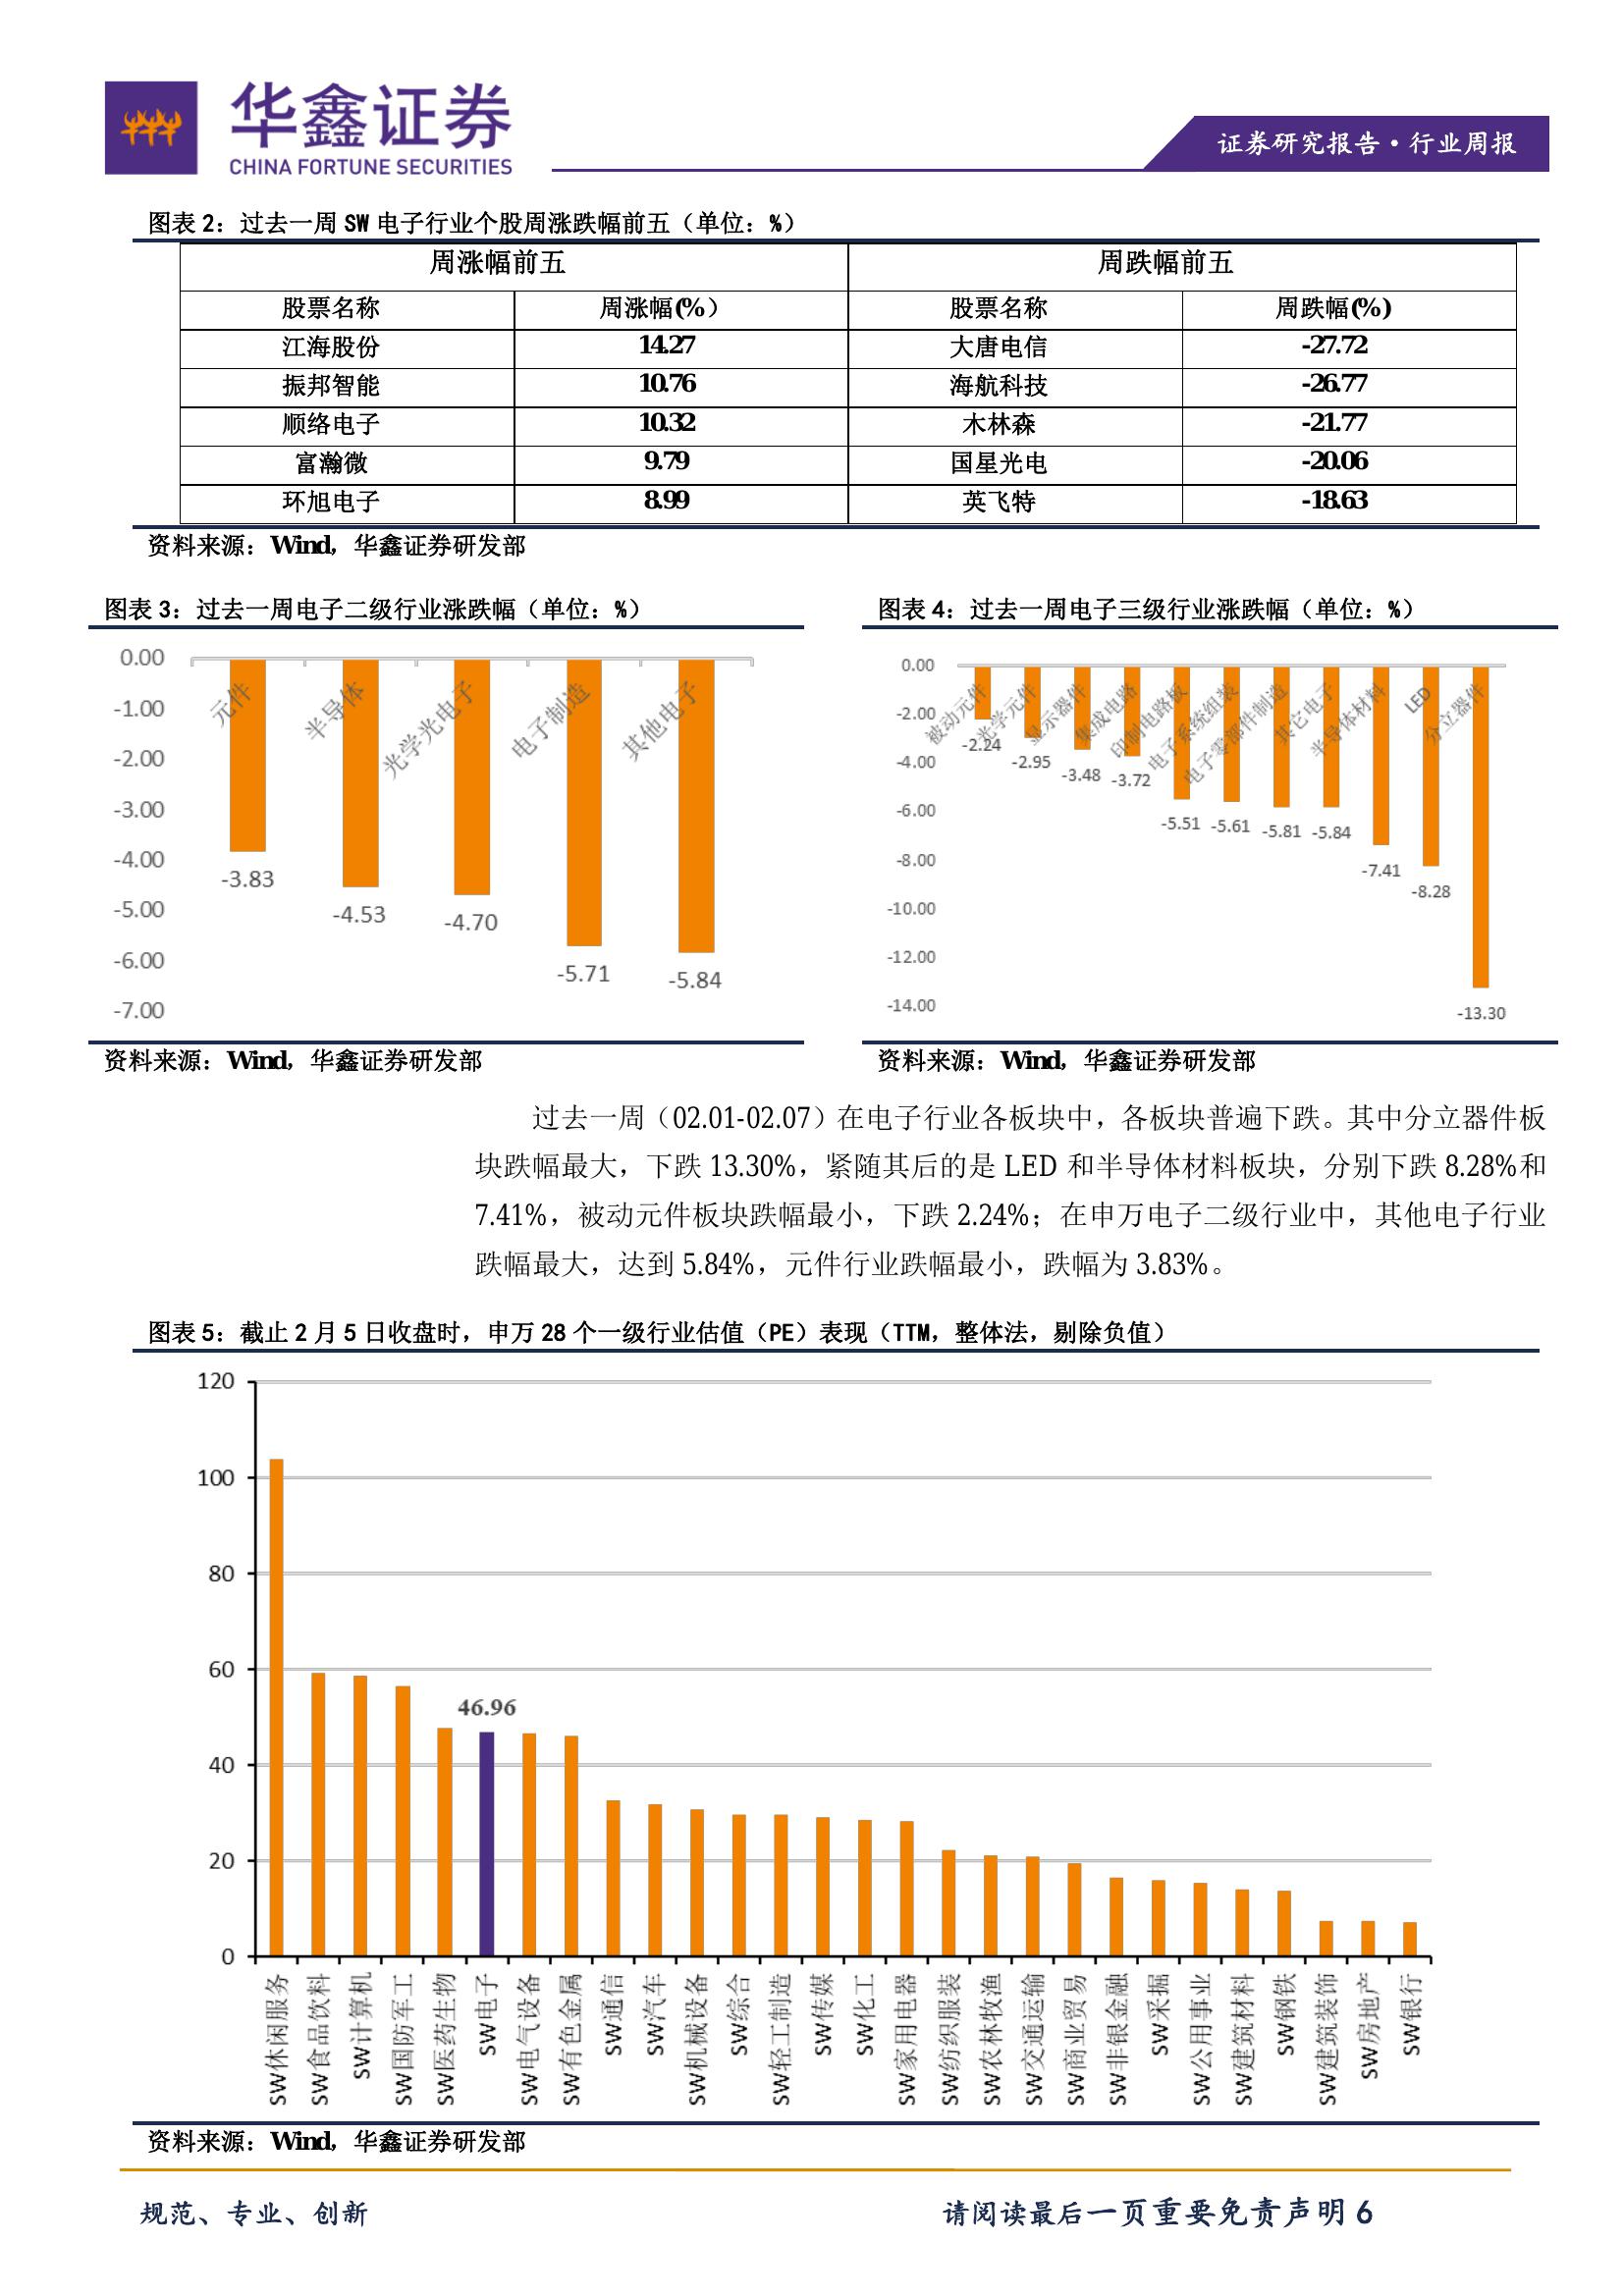 华鑫证券
CHINA FORTUNE SECURITIES
证券研究报告·行业周报
图表 2：过去一周 SW 电子行业个股周涨跌幅前五（单位：%）
周涨幅前五 周跌幅前五
股票名称 周涨幅(%） 股票名称 周跌幅(%)
江海股份 14.27 大唐电信 -27.72
振邦智能 10.76 海航科技 -26.77
顺络电子 10.32 木林森 -21.77
富瀚微 9.79 国星光电 -20.06
环旭电子 8.99 英飞特 -18.63
资料来源：Wind，华鑫证券研发部
图表 3：过去一周电子二级行业涨跌幅（单位：%）
0.00
-1.00
-2.00
-3.00
-4.00
-5.00
-6.00
-7.00
元件
半导体
光学光电子
电子制造
其他电子
-3.83
-4.53
-4.70
-5.71
-5.84
资料来源：Wind，华鑫证券研发部
图表 4：过去一周电子三级行业涨跌幅（单位：%）
0.00
-2.00
-4.00
-6.00
-8.00
-10.00
-12.00
-14.00
被动元件
光学元件
显示器件
集成电路
印制电路板
电子系统组装
电子零部件制造
其它电子
半导体材料
LED
分立器件
-2.24
-2.95
-3.48
-3.72
-5.51
-5.61
-5.81
-5.84
-7.41
-8.28
-13.30
资料来源：Wind，华鑫证券研发部
过去一周（02.01-02.07）在电子行业各板块中，各板块普遍下跌。其中分立器件板
块跌幅最大，下跌 13.30%，紧随其后的是 LED 和半导体材料板块，分别下跌 8.28%和
7.41%，被动元件板块跌幅最小，下跌 2.24%；在申万电子二级行业中，其他电子行业
跌幅最大，达到 5.84%，元件行业跌幅最小，跌幅为 3.83%。
图表 5：截止 2 月 5 日收盘时，申万 28 个一级行业估值（PE）表现（TTM，整体法，剔除负值）
120
100
80
60
40
20
0
46.96
SW休闲服务
SW食品饮料
SW计算机
SW国防军工
SW医药生物
SW电子
SW电气设备
SW有色金属
SW通信
SW汽车
SW机械设备
SW综合
SW轻工制造
SW传媒
SW化工
SW家用电器
SW纺织服装
SW农林牧渔
SW交通运输
SW商业贸易
SW非银金融
SW采掘
SW公用事业
SW建筑材料
SW钢铁
SW建筑装饰
SW房地产
SW银行
资料来源：Wind，华鑫证券研发部
规范、专业、创新
请阅读最后一页重要免责声明 6